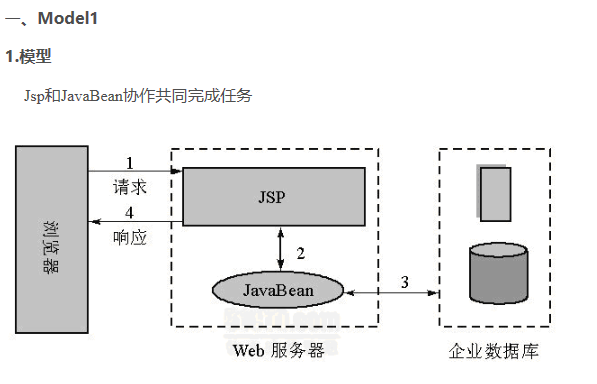 一、Model1
1.模型
Jsp和JavaBean协作共同完成任务
浏览器
1
请求
4
响应
JSP
2
JavaBean
3
Web 服务器
企业数据库